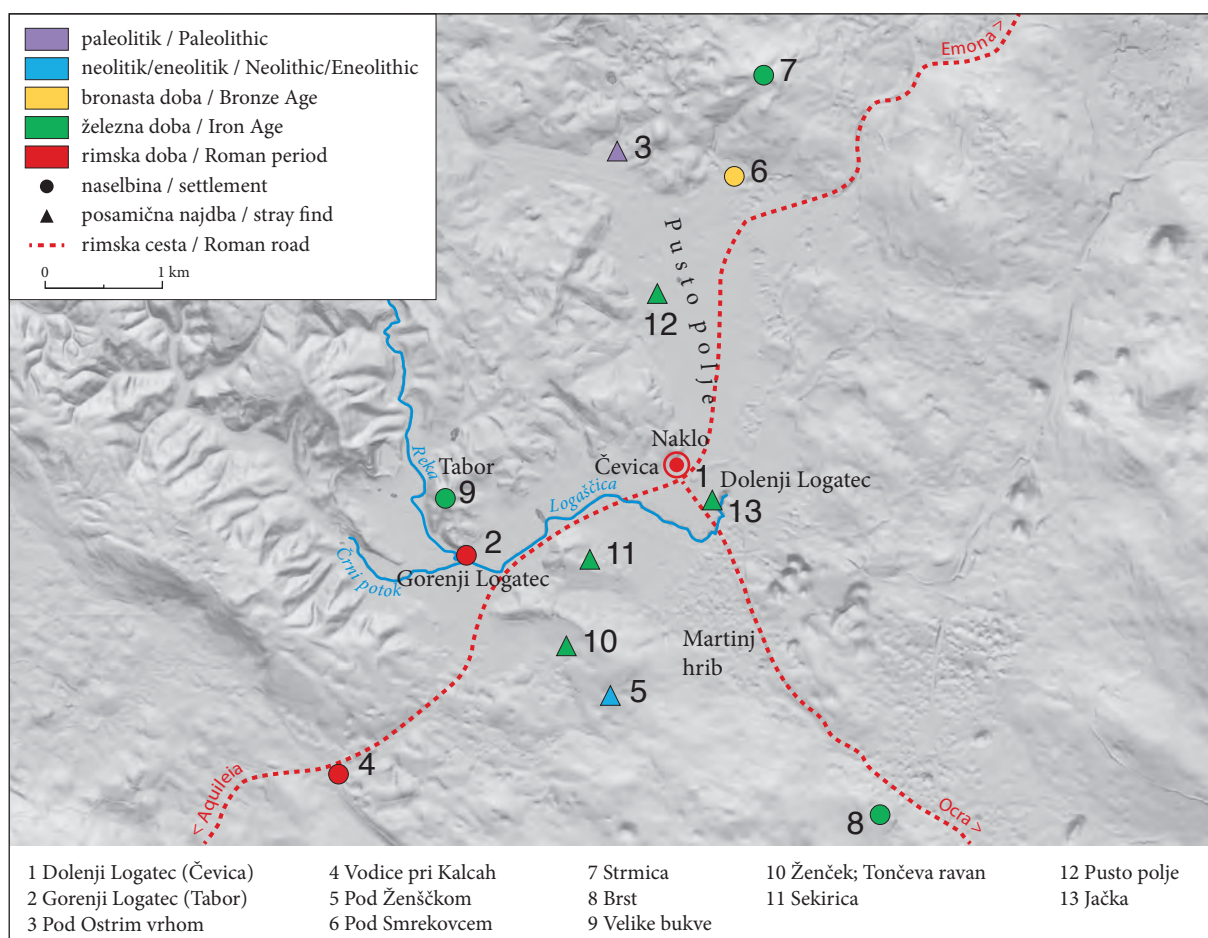 paleolitik / Paleolithic
neolitik/eneolitik / Neolithic/Eneolithic
bronasta doba / Bronze Age
železna doba / Iron Age
rimska doba / Roman period
naselbina / settlement
posamična najdba / stray find
rimska cesta / Roman road
0 1 km
Emona >
7
3
6
Pusto polje
12
Naklo
Čevica
1
Dolenji Logatec
13
Reka
Tabor
9
Logaščica
2
11
Črni potok
Gorenji Logatec
10
Martinj
hrib
5
4
< Aquileia
8
Ocra >
1 Dolenji Logatec (Čevica)
2 Gorenji Logatec (Tabor)
3 Pod Ostrim vrhom
4 Vodice pri Kalcah
5 Pod Ženščkom
6 Pod Smrekovcem
7 Strmica
8 Brst
9 Velike bukve
10 Ženček; Tončeva ravan
11 Sekirica
12 Pusto polje
13 Jačka